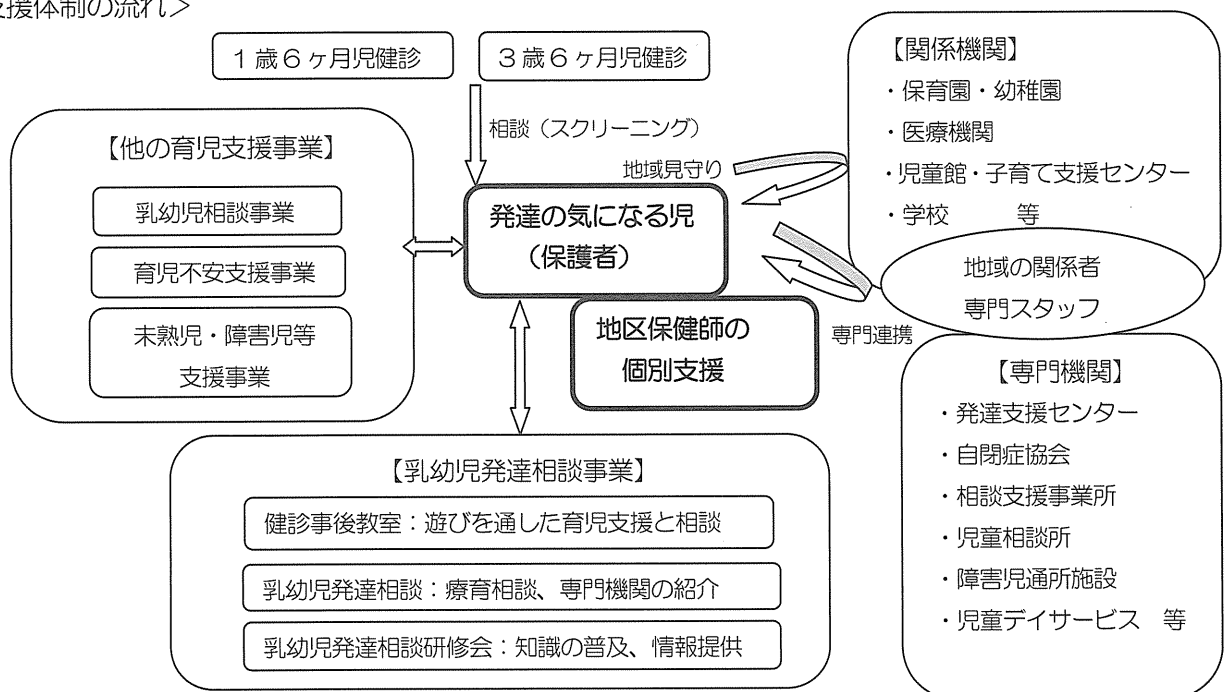 支援体制の流れ＞
１歳６ヶ月児健診
３歳６ヶ月児健診
相談（スクリーニング）
地域見守り
【他の育児支援事業】
乳幼児相談事業
育児不安支援事業
未熟児・障害児等
支援事業
発達の気になる児
（保護者）
地区保健師の
個別支援
専門連携
【関係機関】
・保育園・幼稚園
・医療機関
・児童館・子育て支援センター
・学校　　等
地域の関係者
専門スタッフ
【専門機関】
・発達支援センター
・自閉症協会
・相談支援事業所
・児童相談所
・障害児通所施設
・児童デイサービス　等
【乳幼児発達相談事業】
健診事後教室：遊びを通した育児支援と相談
乳幼児発達相談：療育相談、専門機関の紹介
乳幼児発達相談研修会：知識の普及、情報提供